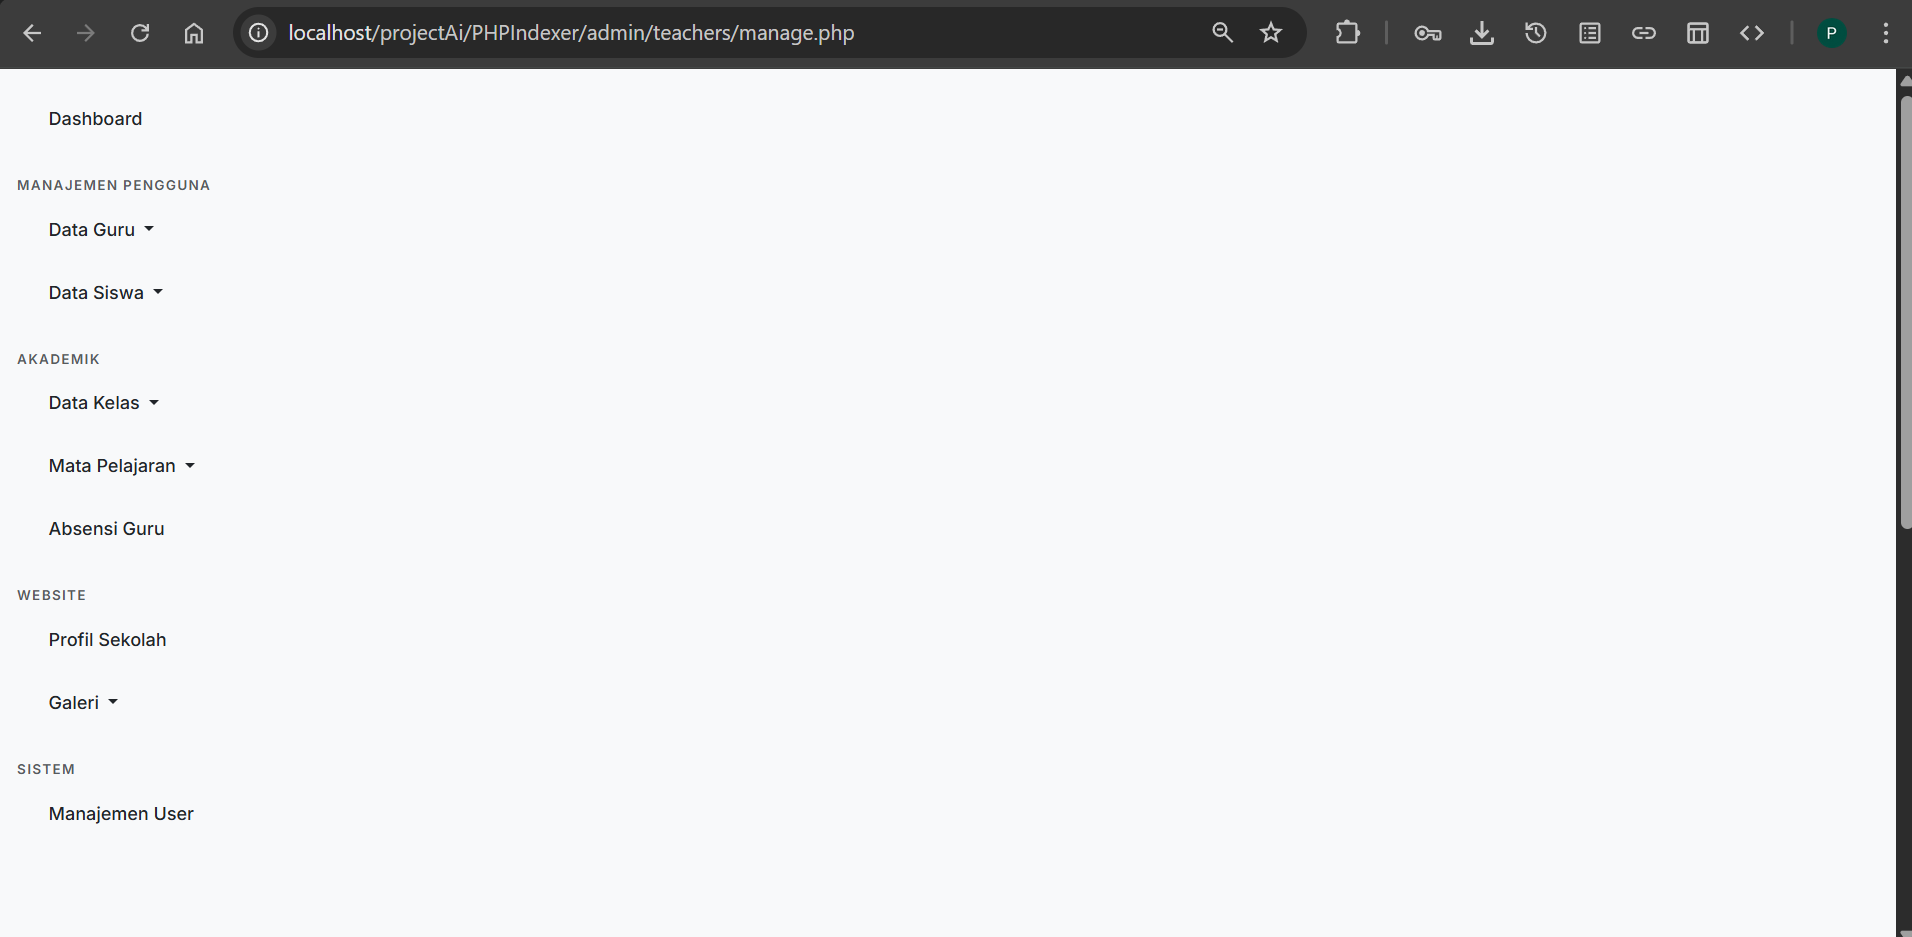 localhost/projectAi/PHPIndexer/admin/teachers/manage.php
P
Dashboard
MANAJEMEN PENGGUNA
Data Guru
Data Siswa
AKADEMIK
Data Kelas
Mata Pelajaran
Absensi Guru
WEBSITE
Profil Sekolah
Galeri
SISTEM
Manajemen User